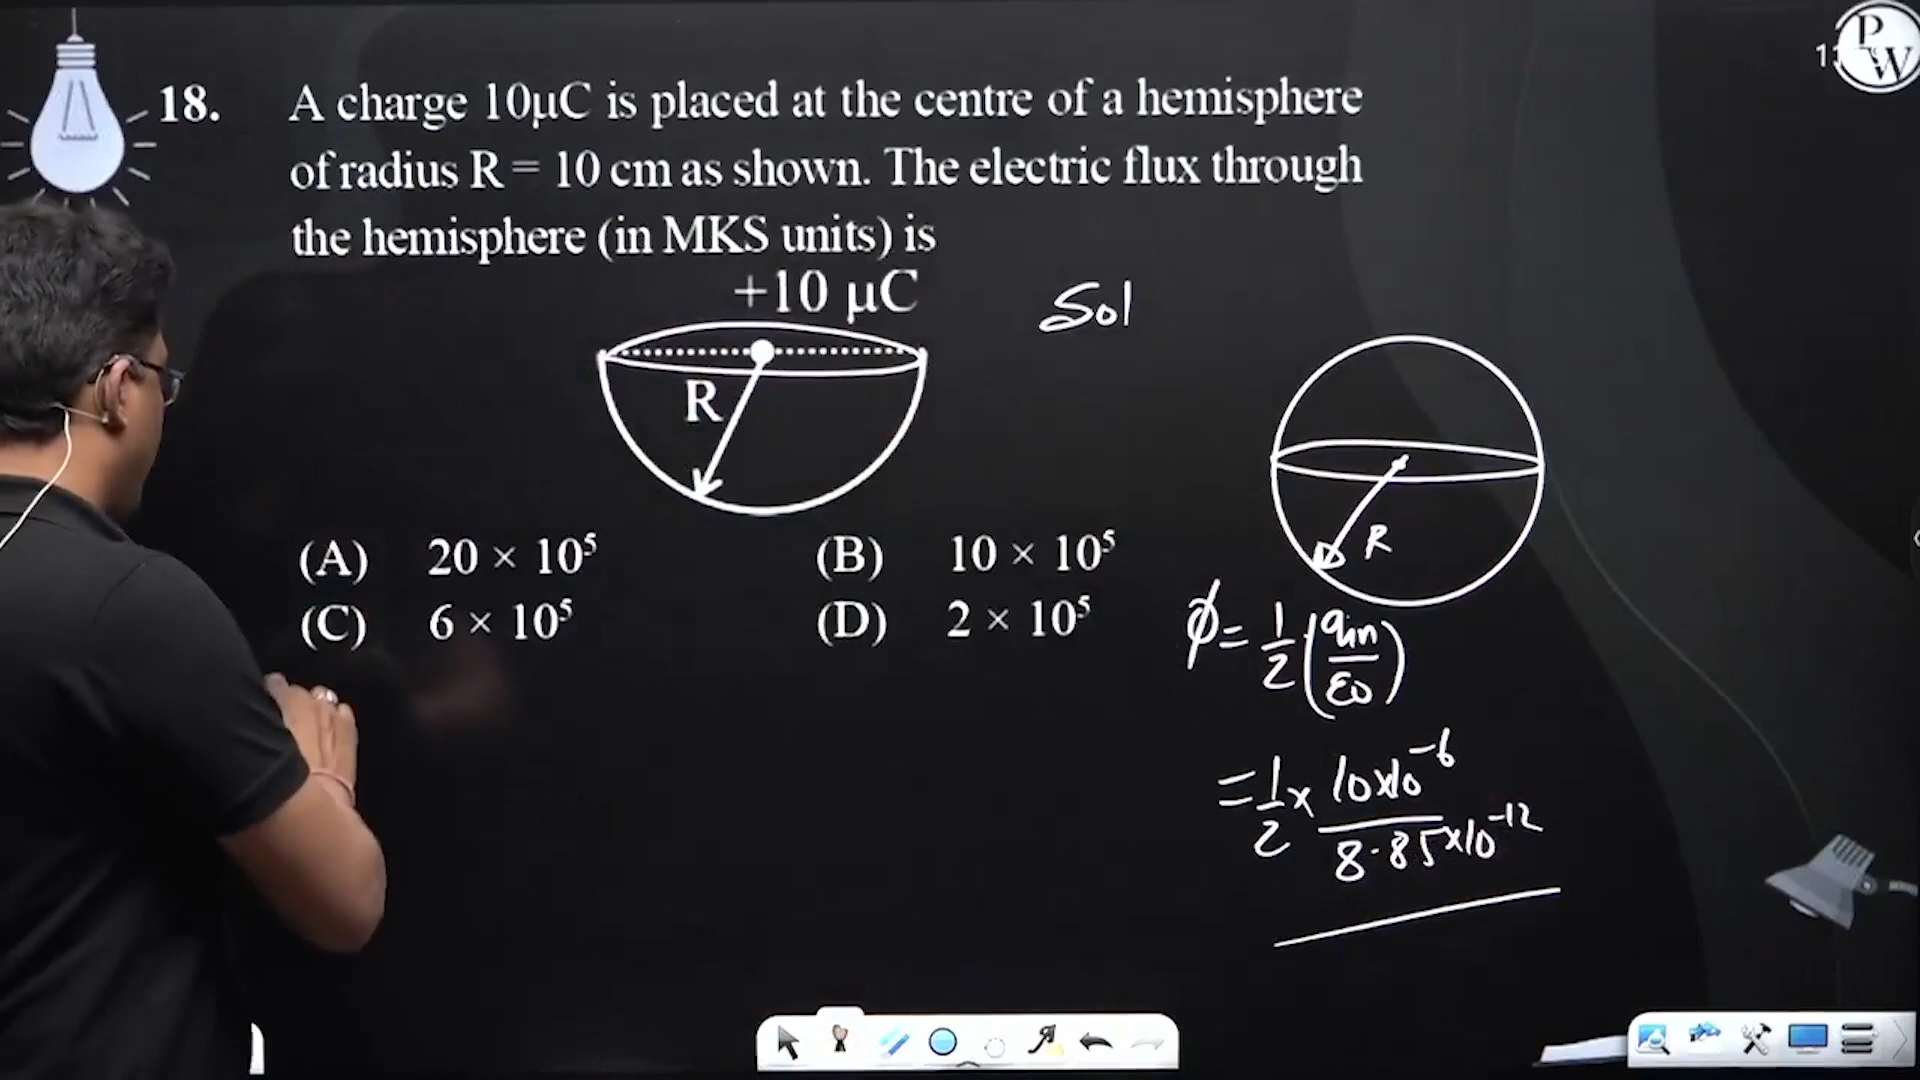 PW
18. A charge 10μC is placed at the centre of a hemisphere
of radius R = 10 cm as shown. The electric flux through
the hemisphere (in MKS units) is
+10 μC
R
(A) 20 × 10⁵ (B) 10 × 10⁵
(C) 6 × 10⁵ (D) 2 × 10⁵
Sol
R
ϕ = 1/2 (qin/ε0)
= 1/2 × 10×10⁻⁶ / 8.85×10⁻¹²